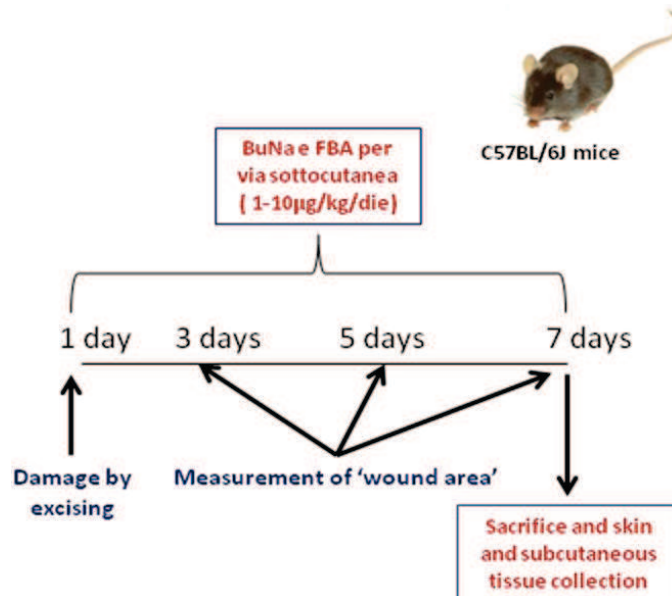 C57BL/6J mice
BuNa e FBA per
via sottocutanea
( 1-10µg/kg/die)
1 day 3 days 5 days 7 days
Damage by
excising
Measurement of ‘wound area’
Sacrifice and skin
and subcutaneous
tissue collection